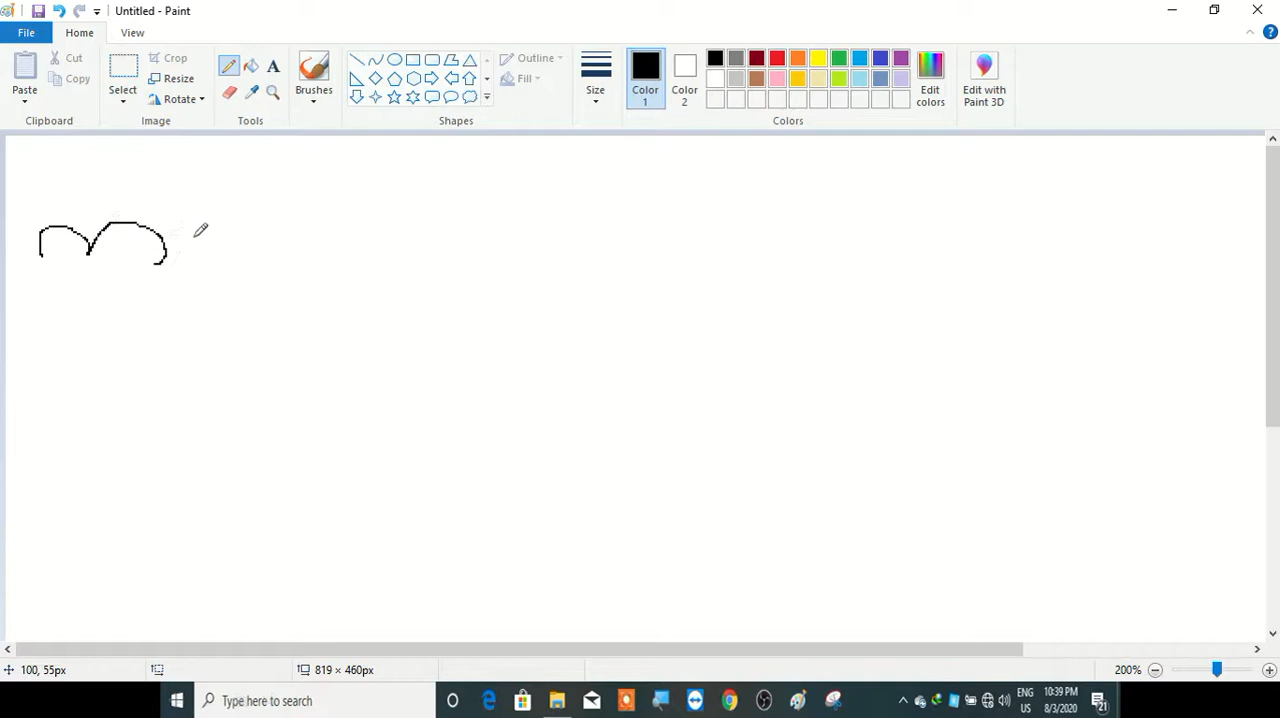 Untitled - Paint
File Home View
Paste Cut Copy
Clipboard
Select Crop Resize Rotate
Image
A
Tools
Brushes
Outline Fill
Shapes
Size
Color 1 Color 2
Edit colors
Colors
Edit with Paint 3D
100, 55px 819 × 460px 200%
Type here to search
ENG US
10:39 PM
8/3/2020
21